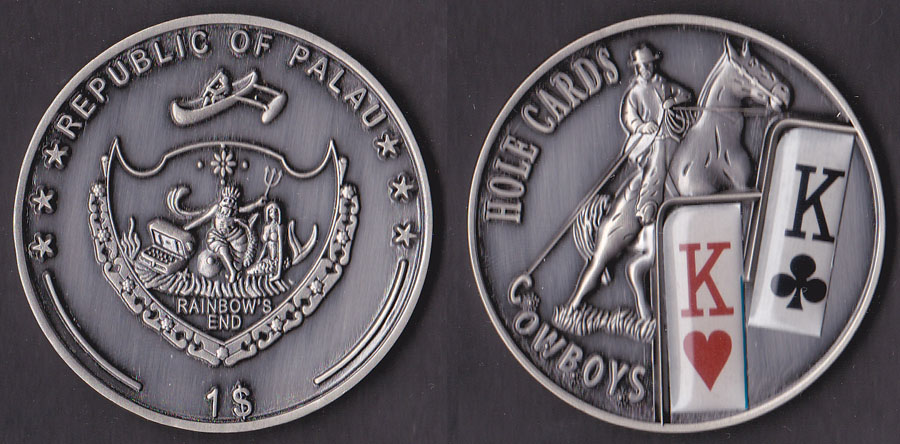 REPUBLIC OF PALAU
RAINBOW'S
END
1$
HOLE CARDS
COWBOYS
K
K